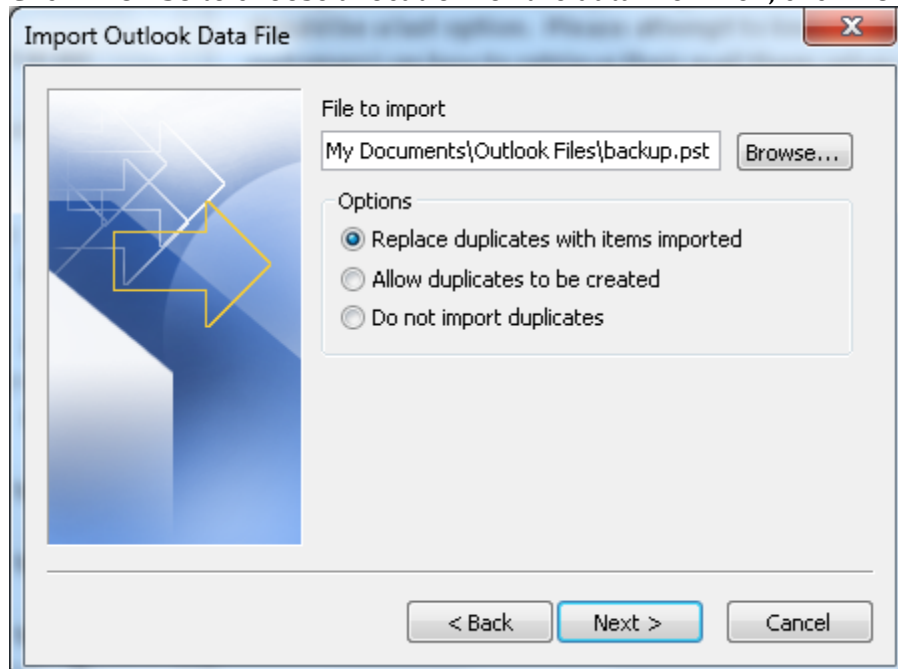 Import Outlook Data File
File to import
My Documents\Outlook Files\backup.pst
Browse...
Options
Replace duplicates with items imported
Allow duplicates to be created
Do not import duplicates
< Back
Next >
Cancel